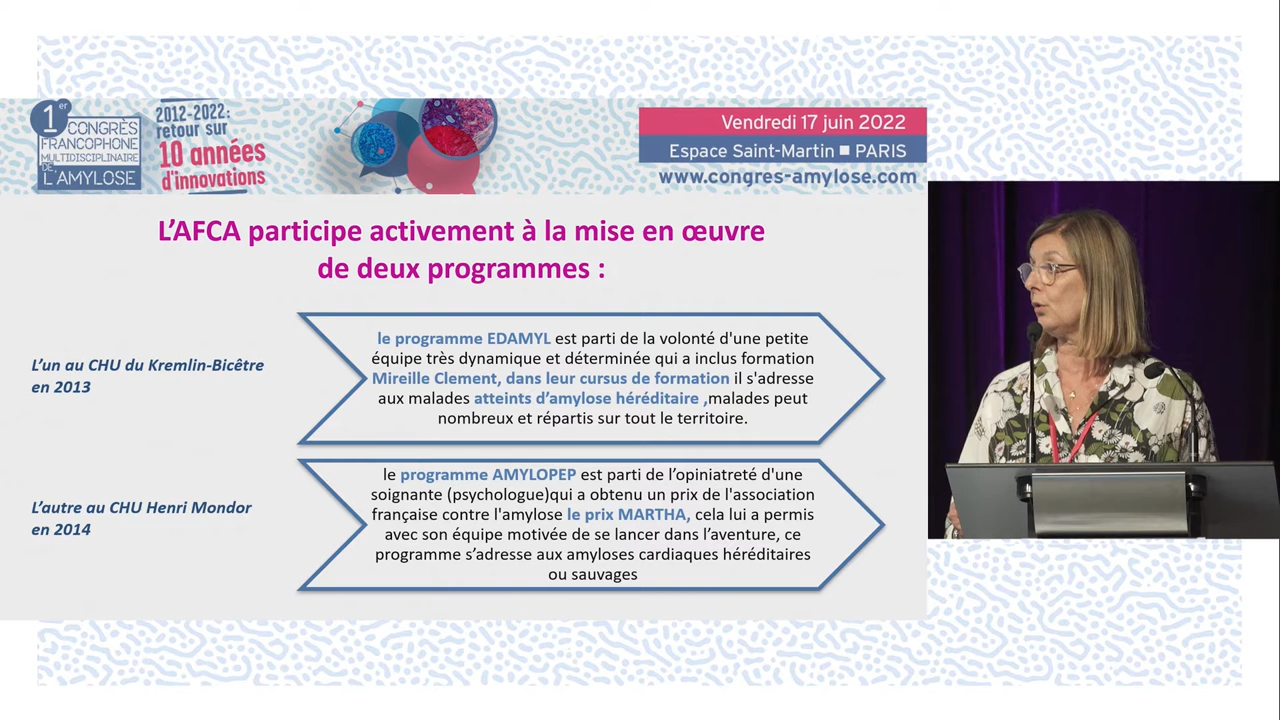 1er
CONGRÈS
FRANCOPHONE
MULTIDISCIPLINAIRE
DE
L'AMYLOSE
2012-2022:
retour sur
10 années
d'innovations
Vendredi 17 juin 2022
Espace Saint-Martin ■ PARIS
www.congres-amylose.com
L'AFCA participe activement à la mise en œuvre
de deux programmes :
L'un au CHU du Kremlin-Bicêtre
en 2013
le programme EDAMYL est parti de la volonté d'une petite
équipe très dynamique et déterminée qui a inclus formation
Mireille Clement, dans leur cursus de formation il s'adresse
aux malades atteints d'amylose héréditaire ,malades peut
nombreux et répartis sur tout le territoire.
L'autre au CHU Henri Mondor
en 2014
le programme AMYLOPEP est parti de l'opiniatreté d'une
soignante (psychologue)qui a obtenu un prix de l'association
française contre l'amylose le prix MARTHA, cela lui a permis
avec son équipe motivée de se lancer dans l'aventure, ce
programme s'adresse aux amyloses cardiaques héréditaires
ou sauvages